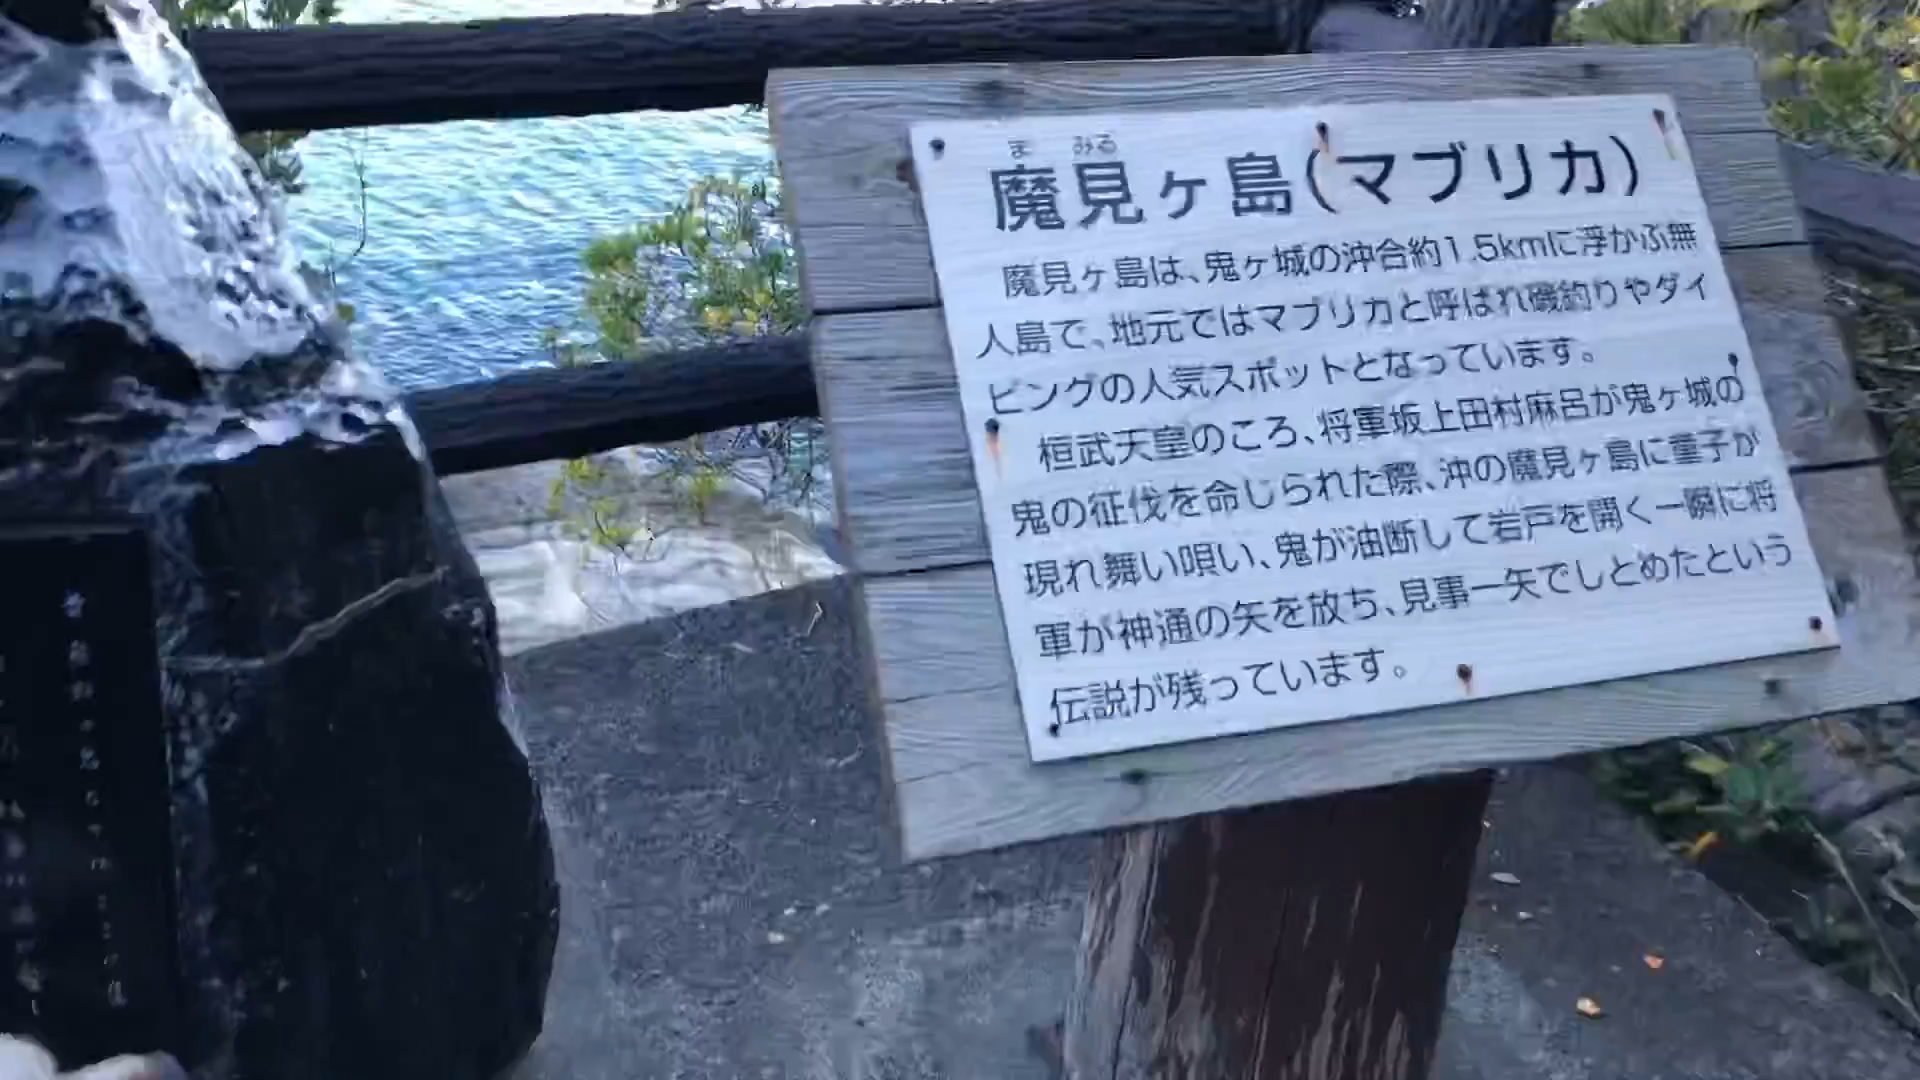 ま みる
魔見ヶ島(マブリカ)
魔見ヶ島は、鬼ヶ城の沖合約1.5kmに浮かぶ無
人島で、地元ではマブリカと呼ばれ磯釣りやダイ
ビングの人気スポットとなっています。
桓武天皇のころ、将軍坂上田村麻呂が鬼ヶ城の
鬼の征伐を命じられた際、沖の魔見ヶ島に童子が
現れ舞い唄い、鬼が油断して岩戸を開く一瞬に将
軍が神通の矢を放ち、見事一矢でしとめたという
伝説が残っています。